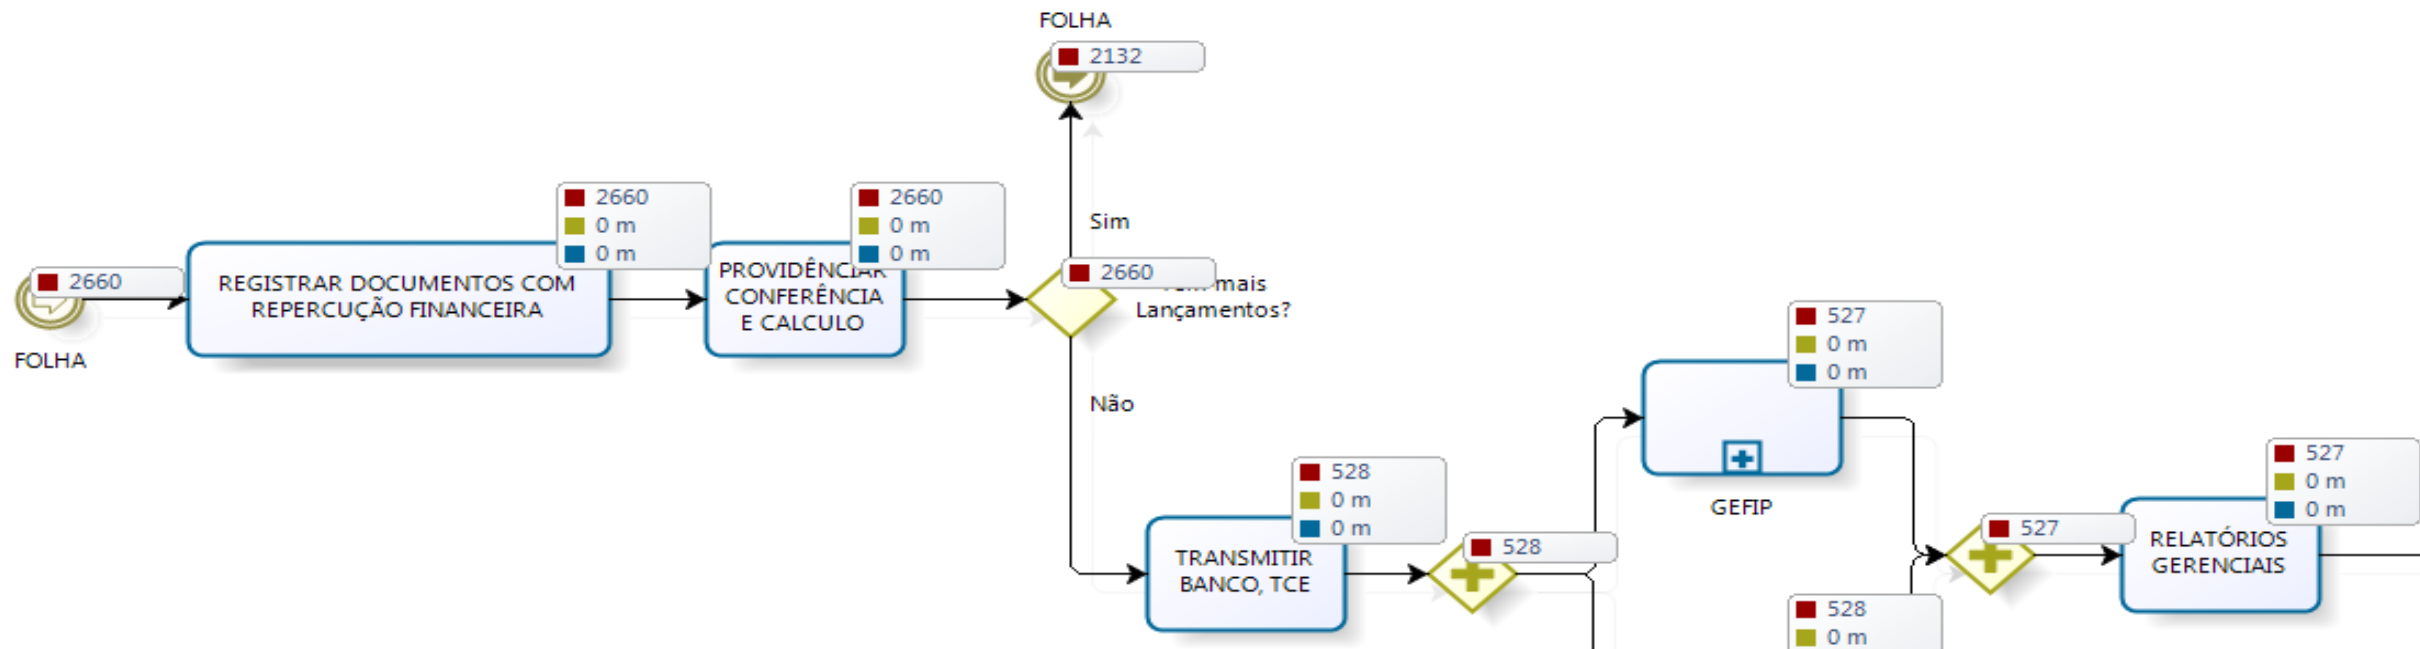 FOLHA
2132
Sim
2660
0 m
0 m
2660
0 m
0 m
2660
FOLHA
REGISTRAR DOCUMENTOS COM
REPERCUÇÃO FINANCEIRA
PROVIDÊNCIAR
CONFERÊNCIA
E CALCULO
2660
mais
Lançamentos?
Não
528
0 m
0 m
TRANSMITIR
BANCO, TCE
528
527
0 m
0 m
GEFIP
528
0 m
527
527
0 m
0 m
RELATÓRIOS
GERENCIAIS